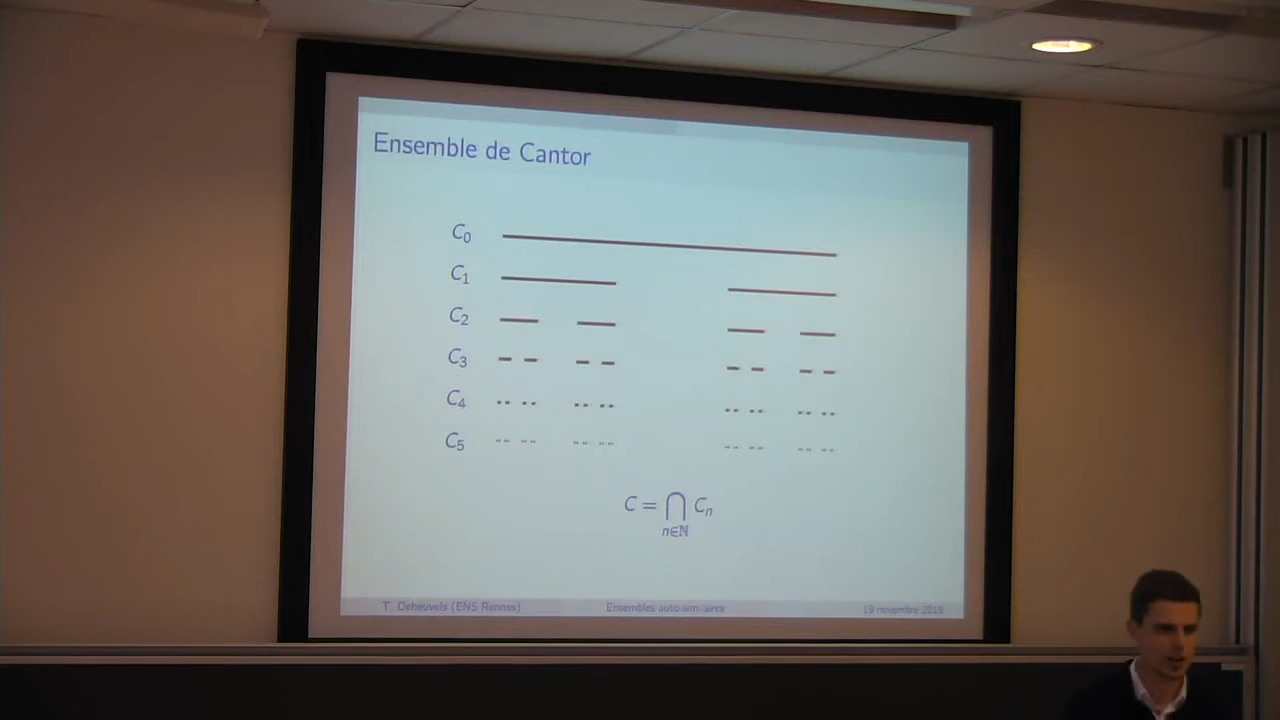 Ensemble de Cantor
C₀
C₁
C₂
C₃
C₄
C₅
C = ⋂ Cₙ
n∈ℕ
T. Deheuvels (ENS Rennes) Ensembles auto-similaires 19 novembre 2015